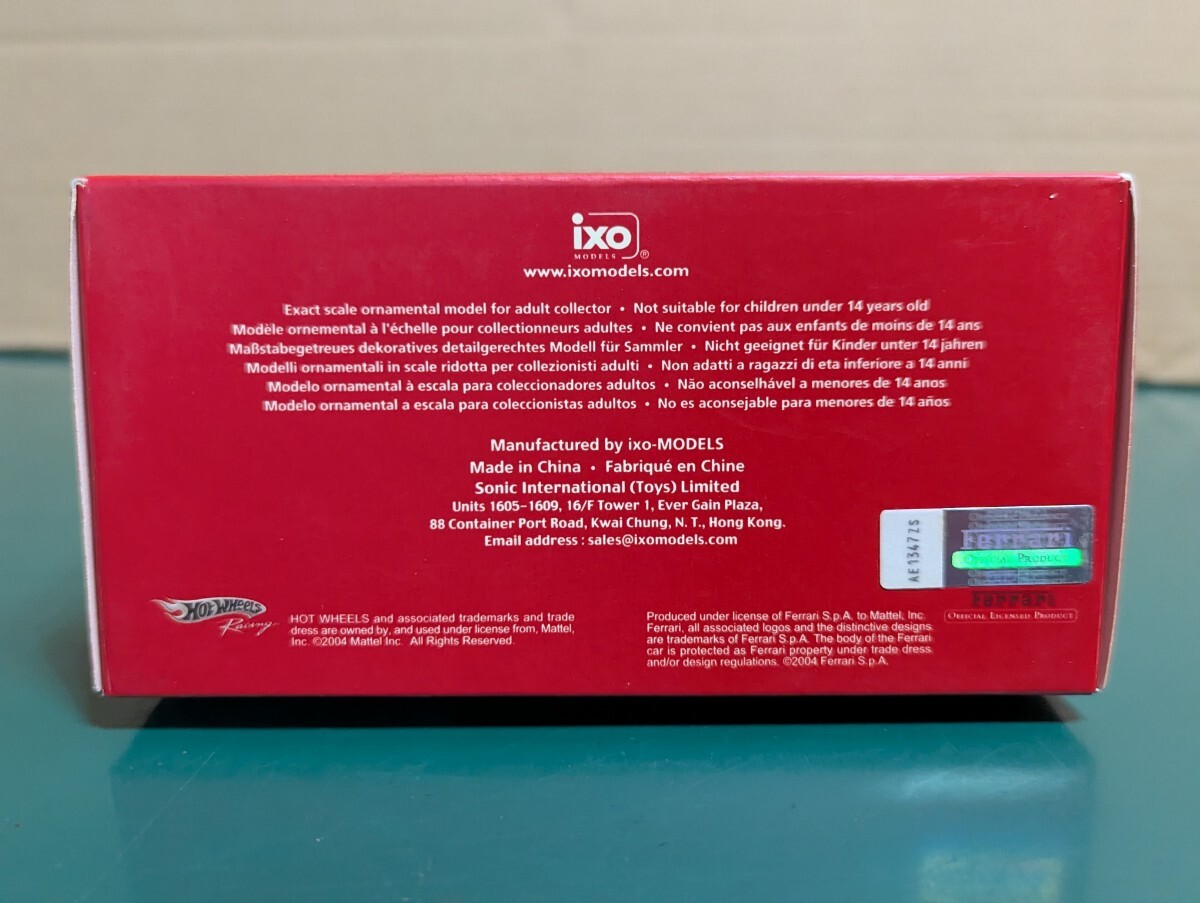 ixo
MODELS ®
www.ixomodels.com
Exact scale ornamental model for adult collector • Not suitable for children under 14 years old
Modèle ornemental à l'échelle pour collectionneurs adultes • Ne convient pas aux enfants de moins de 14 ans
Maßstabegetreues dekoratives detailgerechtes Modell für Sammler • Nicht geeignet für Kinder unter 14 jahren
Modelli ornamentali in scale ridotta per collezionisti adulti • Non adatti a ragazzi di eta inferiore a 14 anni
Modelo ornamental à escala para coleccionadores adultos • Não aconselhável a menores de 14 anos
Modelo ornamental a escala para coleccionistas adultos • No es aconsejable para menores de 14 años
Manufactured by ixo-MODELS
Made in China • Fabriqué en Chine
Sonic International (Toys) Limited
Units 1605–1609, 16/F Tower 1, Ever Gain Plaza,
88 Container Port Road, Kwai Chung, N. T., Hong Kong.
Email address : sales@ixomodels.com
AE13472S
Ferrari
OFFICIAL PRODUCT
Ferrari
OFFICIAL LICENSED PRODUCT
HOT WHEELS
Racing
HOT WHEELS and associated trademarks and trade
dress are owned by, and used under license from, Mattel,
Inc. ©2004 Mattel Inc. All Rights Reserved.
Produced under license of Ferrari S.p.A. to Mattel, Inc.
Ferrari, all associated logos and the distinctive designs
are trademarks of Ferrari S.p.A. The body of the Ferrari
car is protected as Ferrari property under trade dress
and/or design regulations. ©2004 Ferrari S.p.A.